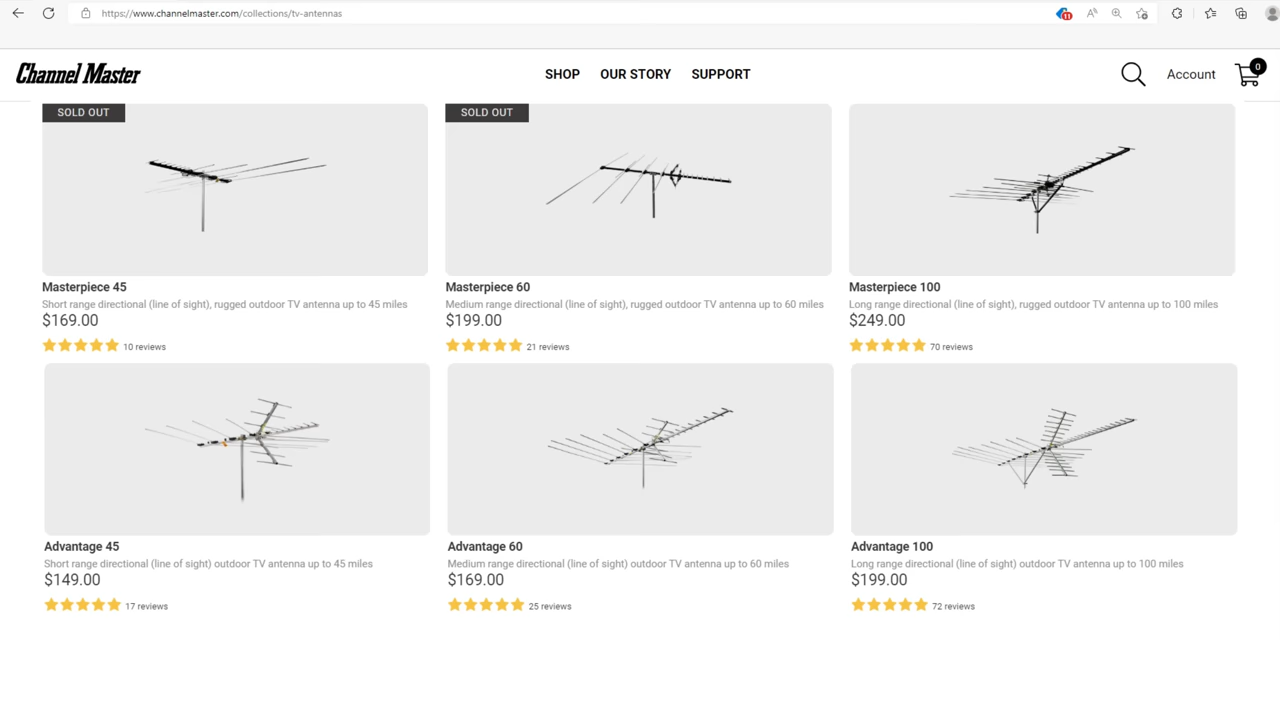 https://www.channelmaster.com/collections/tv-antennas
11
Channel Master
SHOP OUR STORY SUPPORT
Account
0
SOLD OUT
SOLD OUT
Masterpiece 45
Short range directional (line of sight), rugged outdoor TV antenna up to 45 miles
$169.00
10 reviews
Masterpiece 60
Medium range directional (line of sight), rugged outdoor TV antenna up to 60 miles
$199.00
21 reviews
Masterpiece 100
Long range directional (line of sight), rugged outdoor TV antenna up to 100 miles
$249.00
70 reviews
Advantage 45
Short range directional (line of sight) outdoor TV antenna up to 45 miles
$149.00
17 reviews
Advantage 60
Medium range directional (line of sight) outdoor TV antenna up to 60 miles
$169.00
25 reviews
Advantage 100
Long range directional (line of sight) outdoor TV antenna up to 100 miles
$199.00
72 reviews